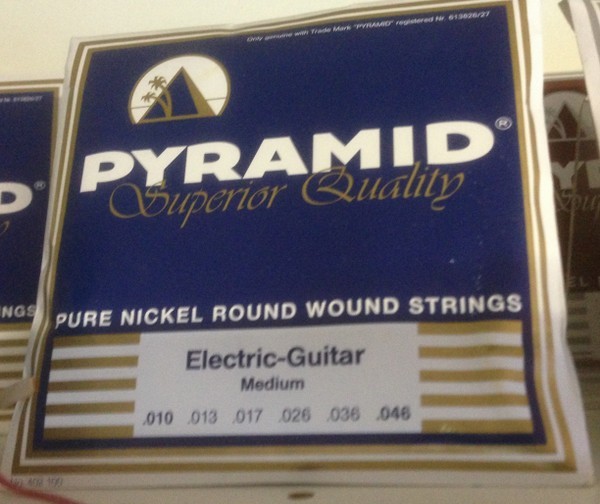 Only genuine with Trade Mark "PYRAMID" registered Nr. 613826/27
PYRAMID®
Superior Quality
PURE NICKEL ROUND WOUND STRINGS
Electric-Guitar
Medium
.010 .013 .017 .026 .036 .046
D®
NGS